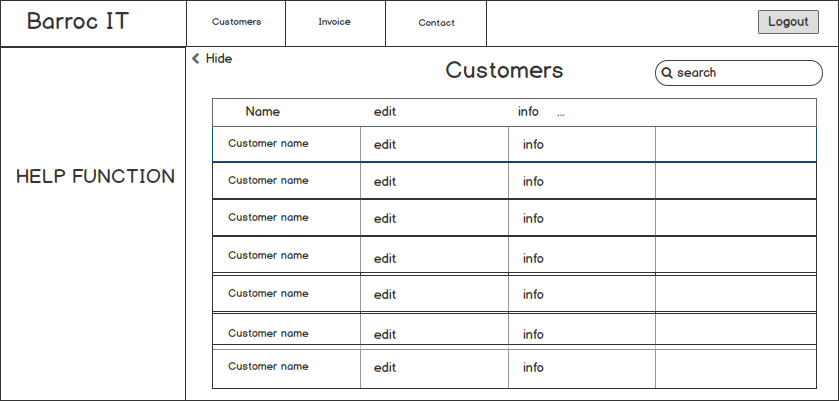 Barroc IT Customers Invoice Contact Logout
< Hide
Customers
search
Name edit info ...
Customer name edit info
HELP FUNCTION
Customer name edit info
Customer name edit info
Customer name edit info
Customer name edit info
Customer name edit info
Customer name edit info